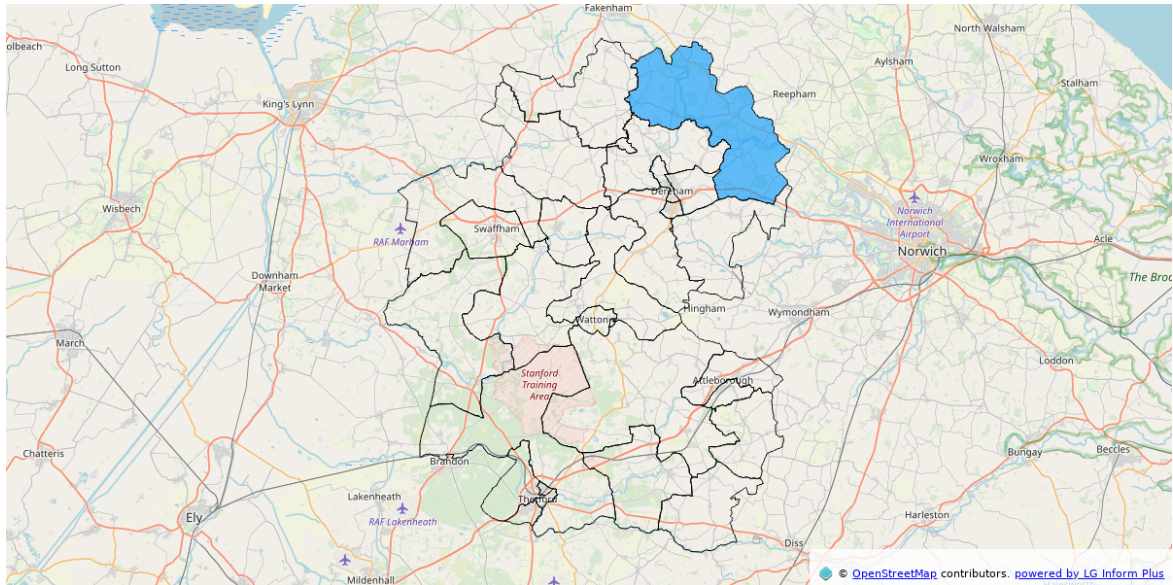 Fakenham
North Walsham
olbeach
Long Sutton
Aylsham
Stalham
King's Lynn
Reepham
Wroxham
Dereham
Wisbech
Swaffham
RAF Marham
Norwich
International
Airport
Norwich
Acle
Downham
Market
The Broa
Hingham
Wymondham
Watton
March
Loddon
Stanford
Training
Area
Attleborough
Chatteris
Brandon
Bungay
Beccles
Lakenheath
Thetford
RAF Lakenheath
Ely
Harleston
Diss
Mildenhall
© OpenStreetMap contributors. powered by LG Inform Plus